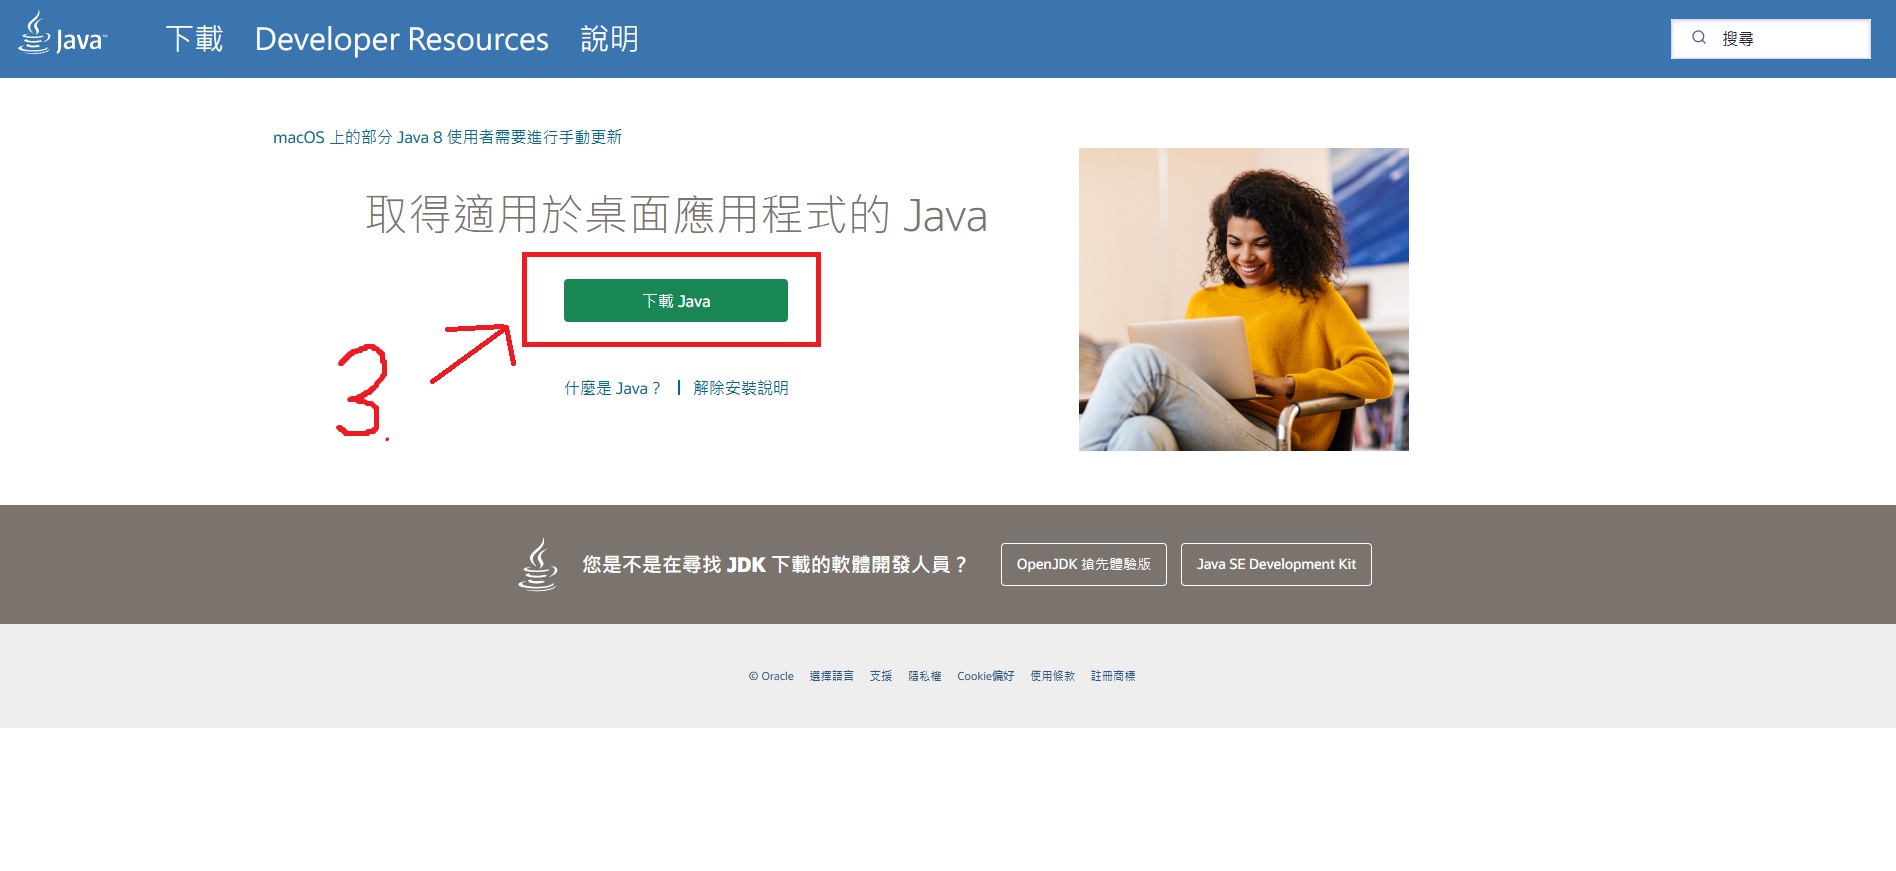 Java™ 下載 Developer Resources 說明 搜尋
macOS 上的部分 Java 8 使用者需要進行手動更新
取得適用於桌面應用程式的 Java
下載 Java
3.
什麼是 Java？ | 解除安裝說明
您是不是在尋找 JDK 下載的軟體開發人員？ OpenJDK 搶先體驗版 Java SE Development Kit
© Oracle 選擇語言 支援 隱私權 Cookie偏好 使用條款 註冊商標